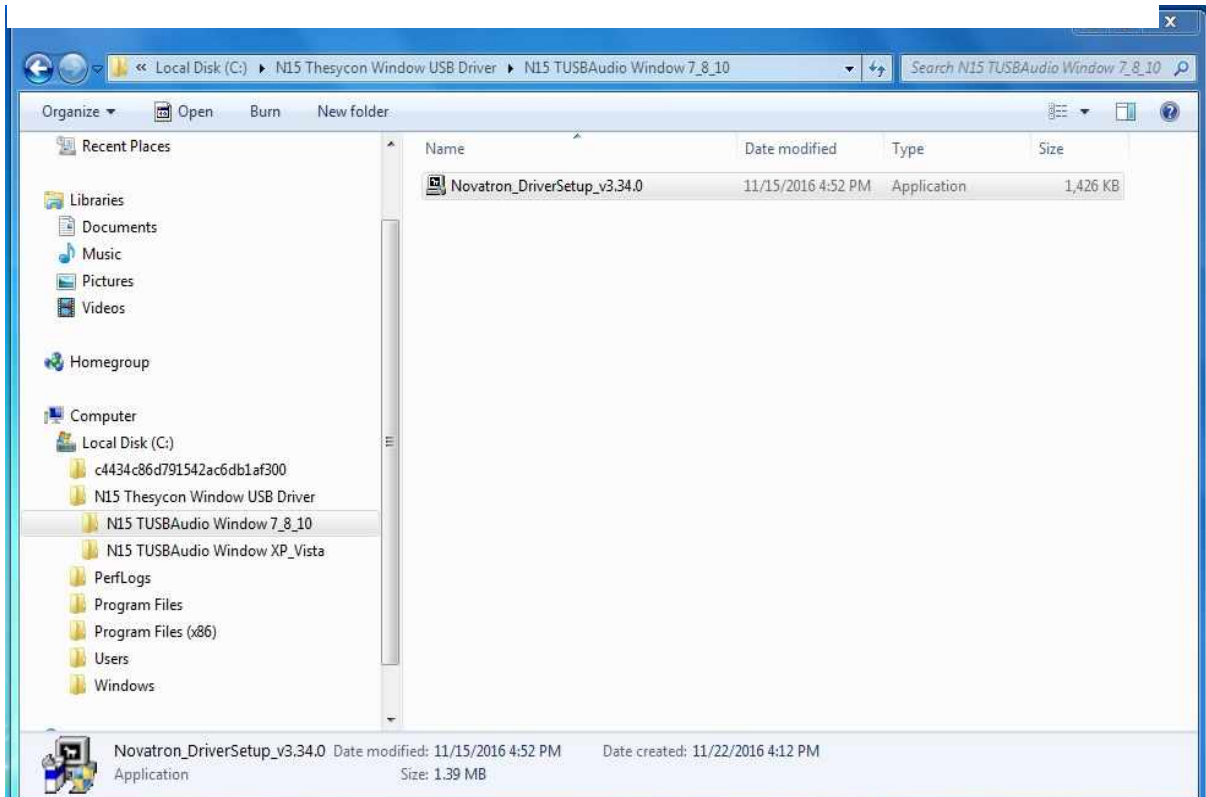 x
« Local Disk (C:) ▸ N15 Thesycon Window USB Driver ▸ N15 TUSBAudio Window 7_8_10
Search N15 TUSBAudio Window 7_8_10
Organize Open Burn New folder
Recent Places
Libraries
Documents
Music
Pictures
Videos
Homegroup
Computer
Local Disk (C:)
c4434c86d791542ac6db1af300
N15 Thesycon Window USB Driver
N15 TUSBAudio Window 7_8_10
N15 TUSBAudio Window XP_Vista
PerfLogs
Program Files
Program Files (x86)
Users
Windows
Name Date modified Type Size
Novatron_DriverSetup_v3.34.0 11/15/2016 4:52 PM Application 1,426 KB
Novatron_DriverSetup_v3.34.0 Date modified: 11/15/2016 4:52 PM Date created: 11/22/2016 4:12 PM
Application Size: 1.39 MB